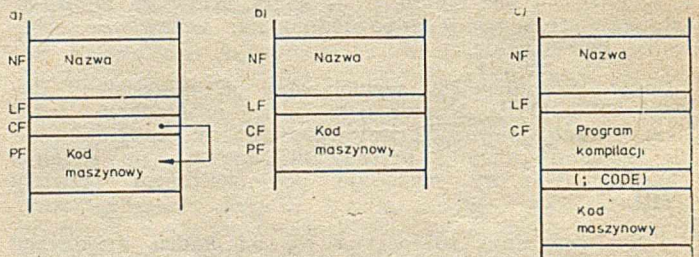 a)
NF
Nazwa
LF
CF
PF
Kod
maszynowy
b)
NF
Nazwa
LF
CF
PF
Kod
maszynowy
c)
NF
Nazwa
LF
CF
Program
kompilacji
(; CODE)
Kod
maszynowy